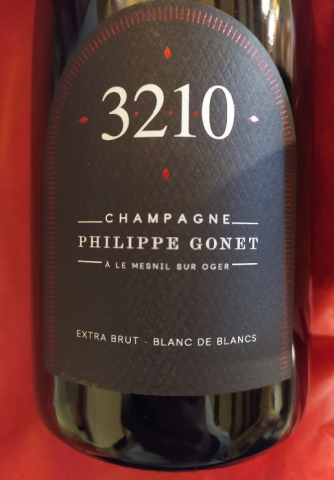 3210
CHAMPAGNE
PHILIPPE GONET
À LE MESNIL SUR OGER
EXTRA BRUT - BLANC DE BLANCS